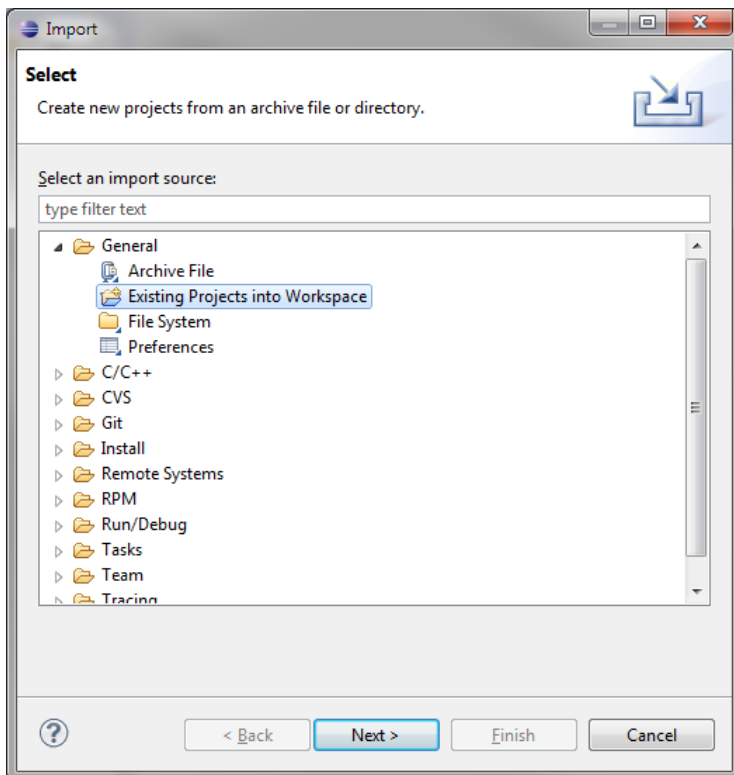 Import
Select
Create new projects from an archive file or directory.
Select an import source:
type filter text
General
Archive File
Existing Projects into Workspace
File System
Preferences
C/C++
CVS
Git
Install
Remote Systems
RPM
Run/Debug
Tasks
Team
Tracing
?
< Back
Next >
Finish
Cancel